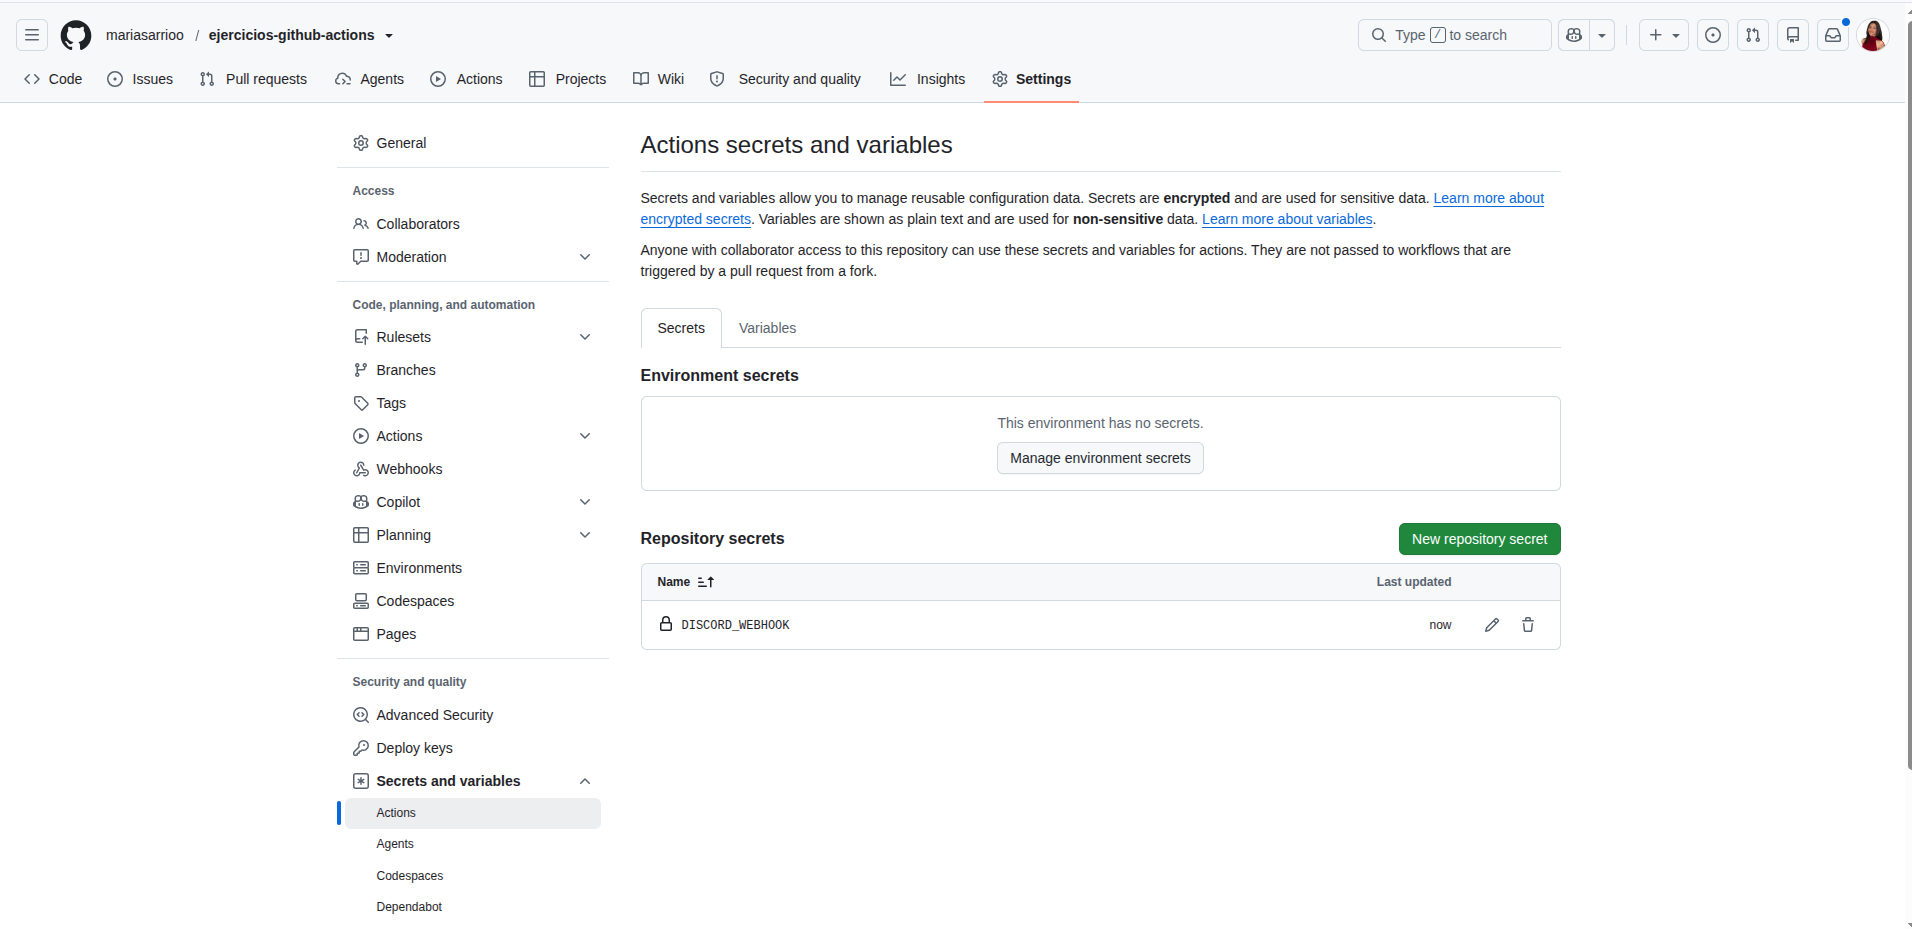 mariasarrioo / ejercicios-github-actions
Type / to search
Code
Issues
Pull requests
Agents
Actions
Projects
Wiki
Security and quality
Insights
Settings
General
Access
Collaborators
Moderation
Code, planning, and automation
Rulesets
Branches
Tags
Actions
Webhooks
Copilot
Planning
Environments
Codespaces
Pages
Security and quality
Advanced Security
Deploy keys
Secrets and variables
Actions
Agents
Codespaces
Dependabot
Actions secrets and variables
Secrets and variables allow you to manage reusable configuration data. Secrets are encrypted and are used for sensitive data. Learn more about
encrypted secrets. Variables are shown as plain text and are used for non-sensitive data. Learn more about variables.
Anyone with collaborator access to this repository can use these secrets and variables for actions. They are not passed to workflows that are
triggered by a pull request from a fork.
Secrets
Variables
Environment secrets
This environment has no secrets.
Manage environment secrets
Repository secrets
New repository secret
Name
Last updated
DISCORD_WEBHOOK
now